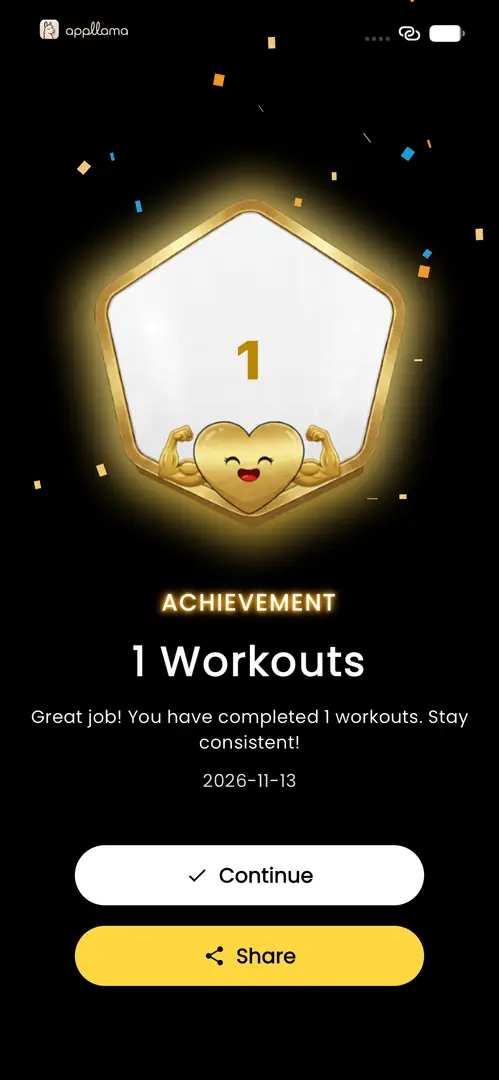 appllama
1
ACHIEVEMENT
1 Workouts
Great job! You have completed 1 workouts. Stay
consistent!
2026-11-13
Continue
Share